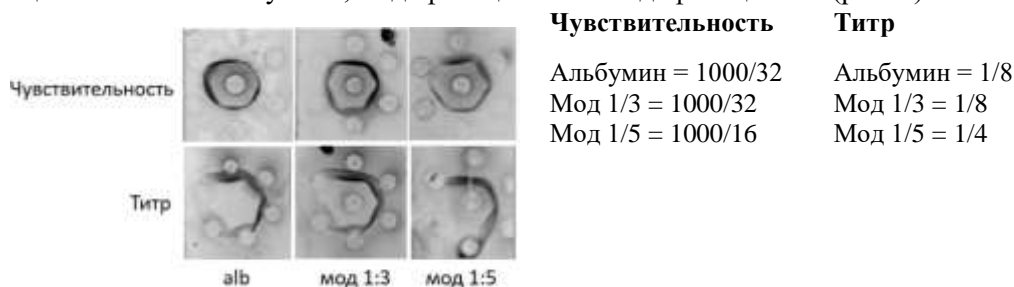 Чувствительность Титр
Чувствительность
Альбумин = 1000/32 Альбумин = 1/8
Мод 1/3 = 1000/32 Мод 1/3 = 1/8
Мод 1/5 = 1000/16 Мод 1/5 = 1/4
Титр
alb мод 1:3 мод 1:5